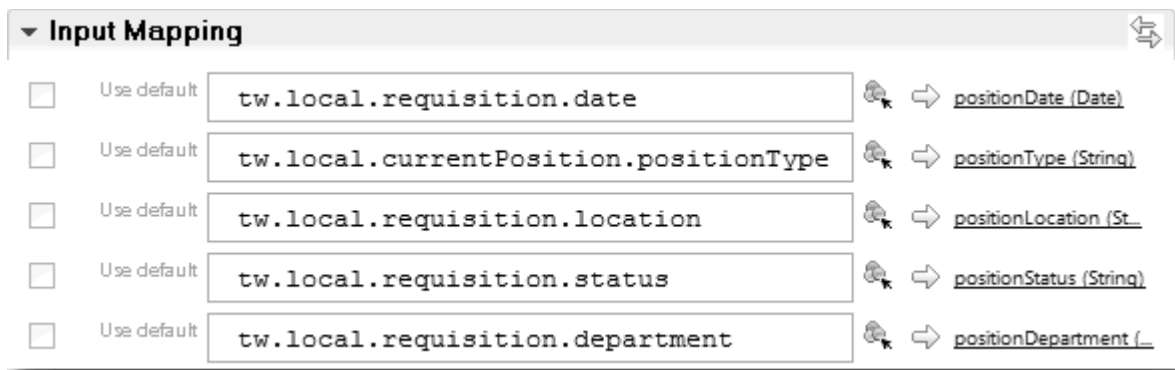 Input Mapping
Use default tw.local.requisition.date positionDate (Date)
Use default tw.local.currentPosition.positionType positionType (String)
Use default tw.local.requisition.location positionLocation (St...
Use default tw.local.requisition.status positionStatus (String)
Use default tw.local.requisition.department positionDepartment (...